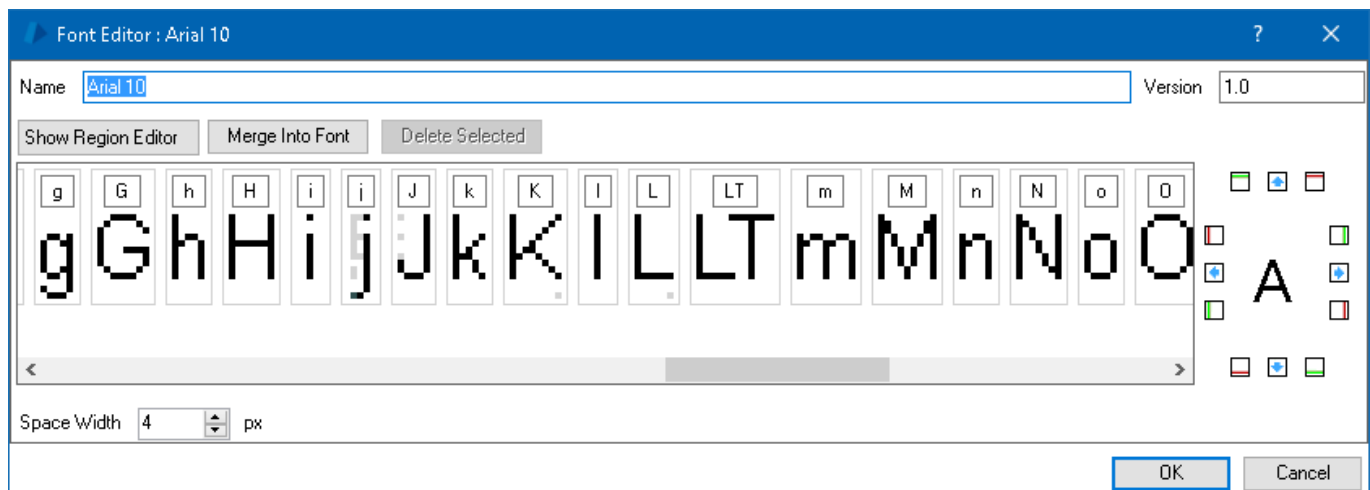 Font Editor : Arial 10
Name Arial 10 Version 1.0
Show Region Editor Merge Into Font Delete Selected
g G h H i j J k K l L LT m M n N o O
g G h H i j J k K l L LT m M n N o O
A
Space Width 4 px
OK Cancel